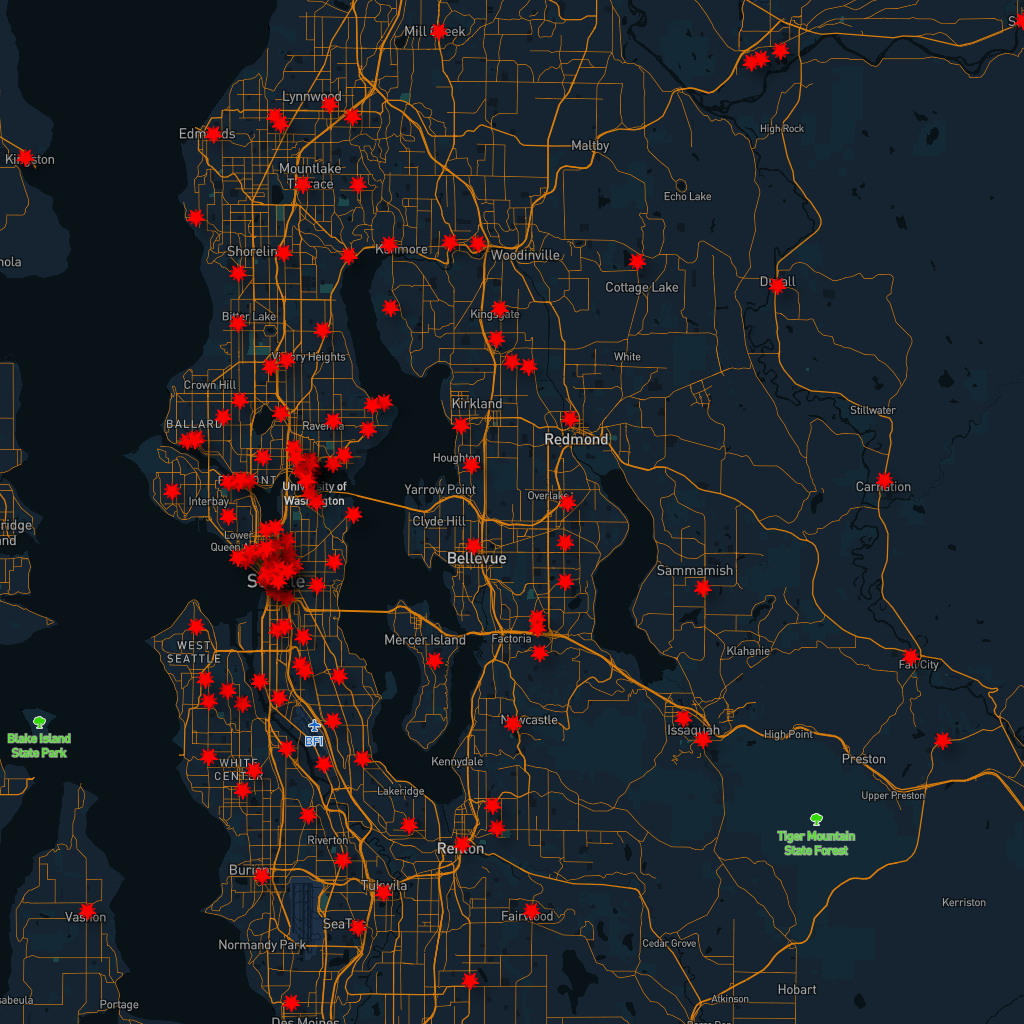 Mill Creek
Lynnwood
Edmonds
High Rock
Maltby
Kingston
Mountlake
Terrace
Echo Lake
Shoreline
Kenmore
Woodinville
nola
Cottage Lake
Duvall
Bitter Lake
Kingsgate
Victory Heights
White
Crown Hill
Kirkland
Stillwater
BALLARD
Ravenna
Redmond
Houghton
University of
Washington
Carnation
Yarrow Point
Overlake
Interbay
Clyde Hill
ridge
nd
Lower
Queen A
Bellevue
Sammamish
Seattle
Mercer Island
Factoria
WEST
SEATTLE
Klahanie
Fall City
Newcastle
Issaquah
High Point
BFI
Blake Island
State Park
Preston
Kennydale
WHITE
CENTER
Lakeridge
Upper Preston
Tiger Mountain
State Forest
Riverton
Renton
Burien
Tukwila
Kerriston
Vashon
Fairwood
SeaT
Normandy Park
Cedar Grove
Hobart
sabeula
Portage
Atkinson
Des Moines